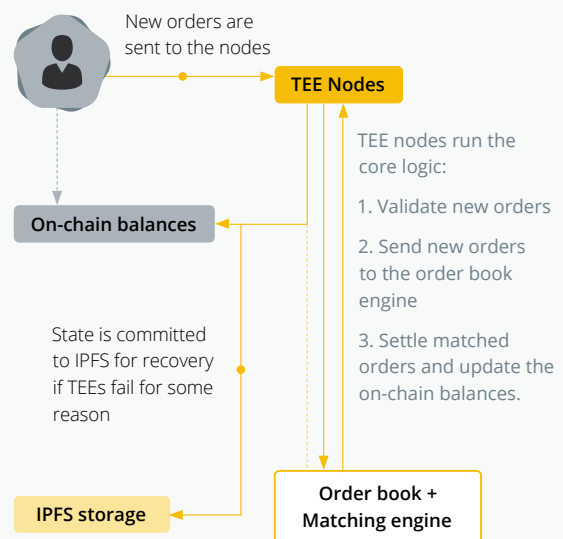 New orders are
sent to the nodes
TEE Nodes
TEE nodes run the
core logic:
1. Validate new orders
2. Send new orders
to the order book
engine
3. Settle matched
orders and update the
on-chain balances.
On-chain balances
State is committed
to IPFS for recovery
if TEEs fail for some
reason
IPFS storage
Order book +
Matching engine